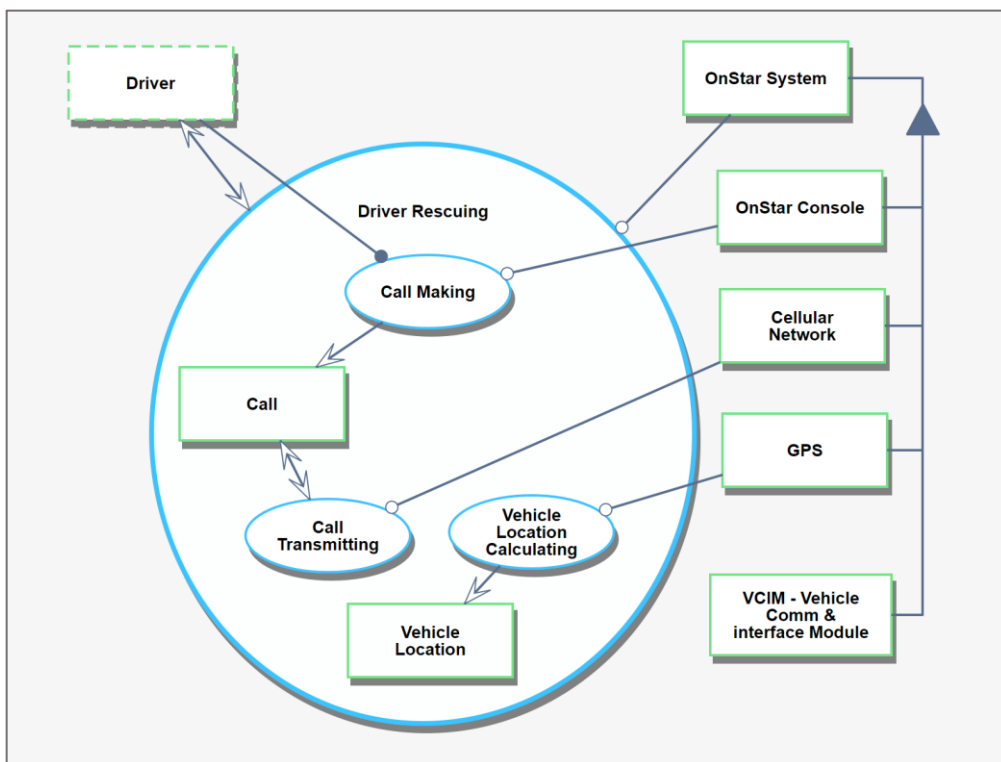 Driver
OnStar System
Driver Rescuing
OnStar Console
Call Making
Cellular
Network
Call
GPS
Call
Transmitting
Vehicle
Location
Calculating
VCIM - Vehicle
Comm &
interface Module
Vehicle
Location